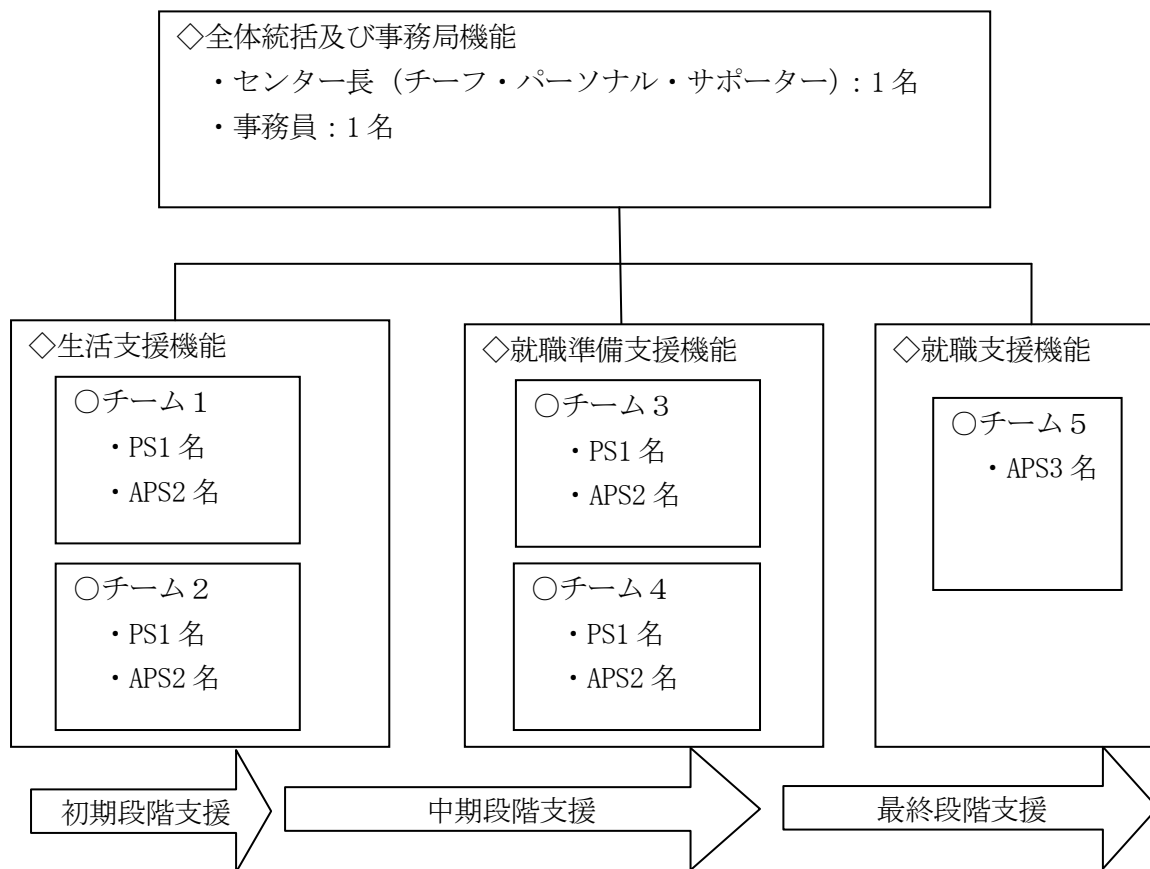 ◇全体統括及び事務局機能
・センター長（チーフ・パーソナル・サポーター）：1名
・事務員：1名
◇生活支援機能
○チーム１
・PS1名
・APS2名
○チーム２
・PS1名
・APS2名
◇就職準備支援機能
○チーム３
・PS1名
・APS2名
○チーム４
・PS1名
・APS2名
◇就職支援機能
○チーム５
・APS3名
初期段階支援
中期段階支援
最終段階支援